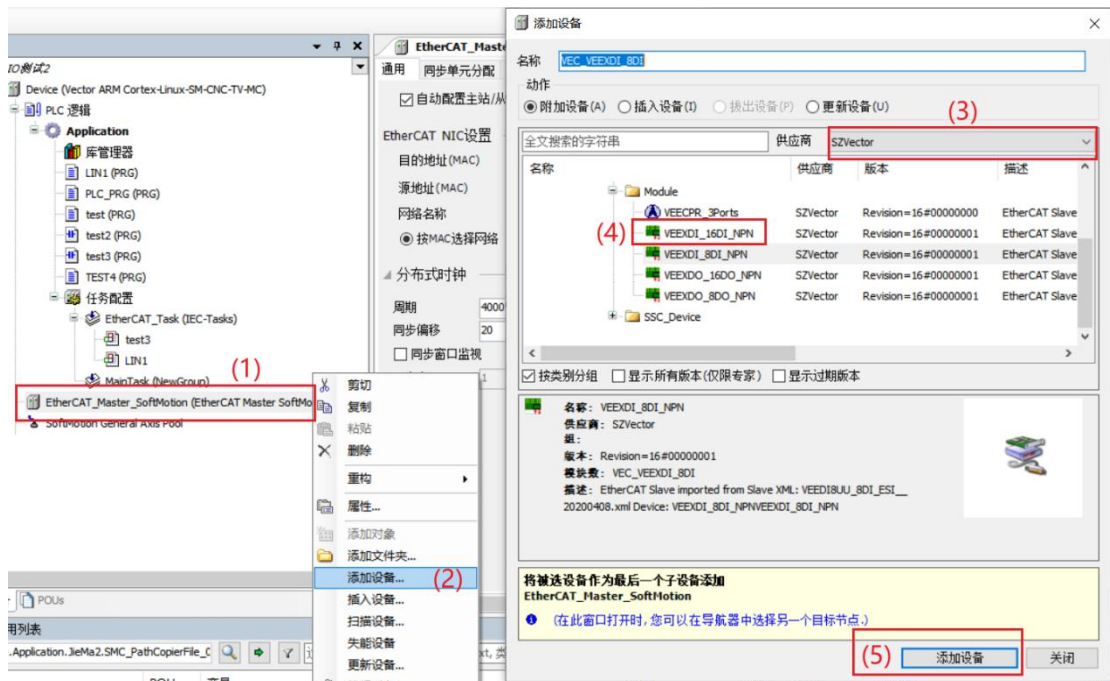 IO测试2
Device (Vector ARM Cortex-Linux-SM-CNC-TV-MC)
PLC 逻辑
Application
库管理器
LIN1 (PRG)
PLC_PRG (PRG)
test (PRG)
test2 (PRG)
test3 (PRG)
TEST4 (PRG)
任务配置
EtherCAT_Task (IEC-Tasks)
test3
LIN1
MainTask (NewGroup)
(1)
EtherCAT_Master_SoftMotion (EtherCAT Master SoftMo
SoftMotion General Axis Pool
POUs
用列表
.Application.JieMa2.SMC_PathCopierFile_0
EtherCAT_Maste
通用 同步单元分配
自动配置主站/从
EtherCAT NIC设置
目的地址(MAC)
源地址(MAC)
网络名称
按MAC选择网络
分布式时钟
周期 4000
同步偏移 20
同步窗口监视
1
剪切
复制
粘贴
删除
重构
属性...
添加对象
添加文件夹...
添加设备... (2)
插入设备...
扫描设备...
失能设备
更新设备...
添加设备
名称 VEC_VEEXDI_8DI
动作
附加设备(A) 插入设备(I) 拔出设备(P) 更新设备(U)
(3)
全文搜索的字符串 供应商 SZVector
名称 供应商 版本 描述
Module
VEECPR_3Ports SZVector Revision=16#00000000 EtherCAT Slave
(4) VEEXDI_16DI_NPN SZVector Revision=16#00000001 EtherCAT Slave
VEEXDI_8DI_NPN SZVector Revision=16#00000001 EtherCAT Slave
VEEXDO_16DO_NPN SZVector Revision=16#00000001 EtherCAT Slave
VEEXDO_8DO_NPN SZVector Revision=16#00000001 EtherCAT Slave
SSC_Device
按类别分组 显示所有版本(仅限专家) 显示过期版本
名称: VEEXDI_8DI_NPN
供应商: SZVector
组:
版本: Revision=16#00000001
模块数: VEC_VEEXDI_8DI
描述: EtherCAT Slave imported from Slave XML: VEEDI8UU_8DI_ESI__
20200408.xml Device: VEEXDI_8DI_NPNVEEXDI_8DI_NPN
将被选设备作为最后一个子设备添加
EtherCAT_Master_SoftMotion
(在此窗口打开时,您可以在导航器中选择另一个目标节点.)
(5) 添加设备 关闭